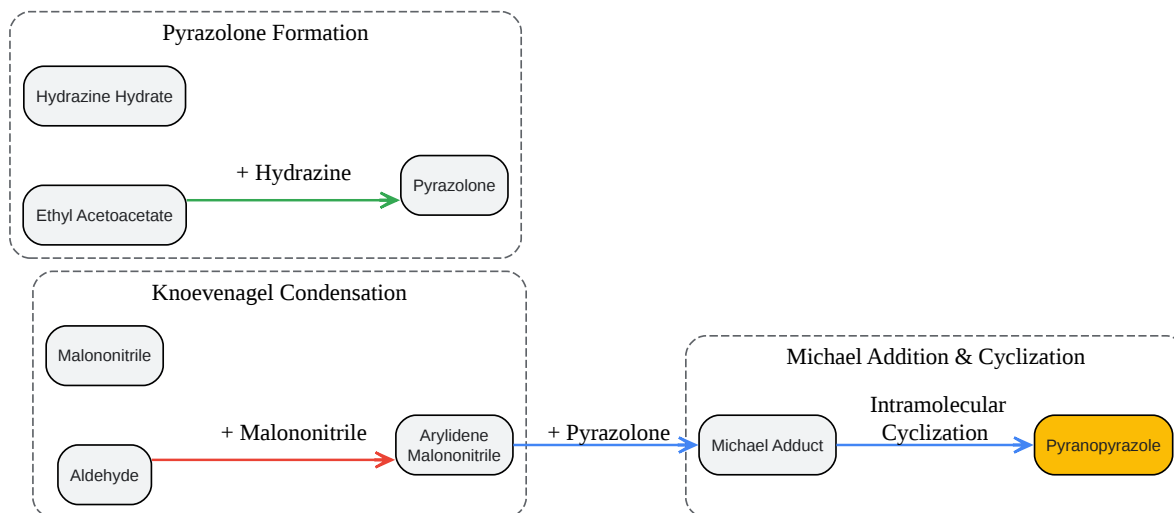 Pyrazolone Formation
Hydrazine Hydrate
+ Hydrazine
Pyrazolone
Ethyl Acetoacetate
Knoevenagel Condensation
Malononitrile
+ Malononitrile
Arylidene
Malononitrile
Aldehyde
+ Pyrazolone
Michael Addition & Cyclization
Michael Adduct
Intramolecular
Cyclization
Pyranopyrazole